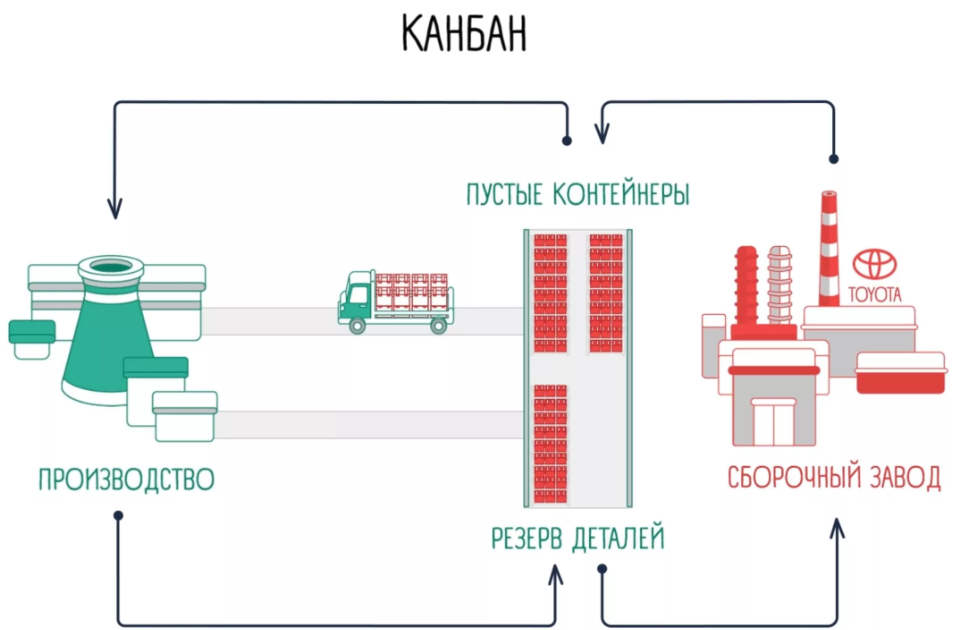 КАНБАН
ПУСТЫЕ КОНТЕЙНЕРЫ
TOYOTA
ПРОИЗВОДСТВО
СБОРОЧНЫЙ ЗАВОД
РЕЗЕРВ ДЕТАЛЕЙ